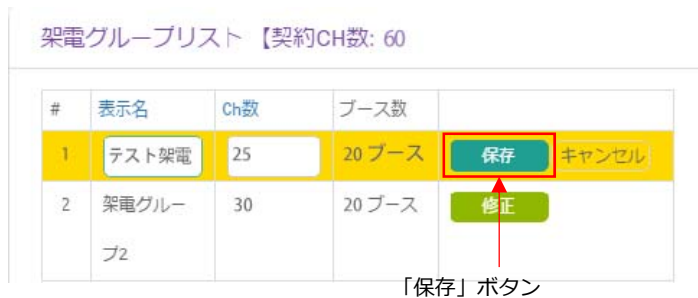 架電グループリスト 【契約CH数: 60
# 表示名 Ch数 ブース数
1 テスト架電 25 20 ブース 保存 キャンセル
2 架電グルー 30 20 ブース 修正
プ2
「保存」ボタン